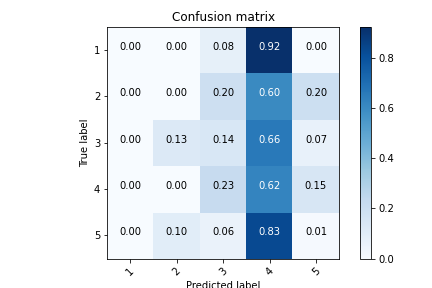 Confusion matrix
1 0.00 0.00 0.08 0.92 0.00
2 0.00 0.00 0.20 0.60 0.20
3 0.00 0.13 0.14 0.66 0.07
4 0.00 0.00 0.23 0.62 0.15
5 0.00 0.10 0.06 0.83 0.01
1 2 3 4 5
True label
Predicted label
0.8
0.6
0.4
0.2
0.0